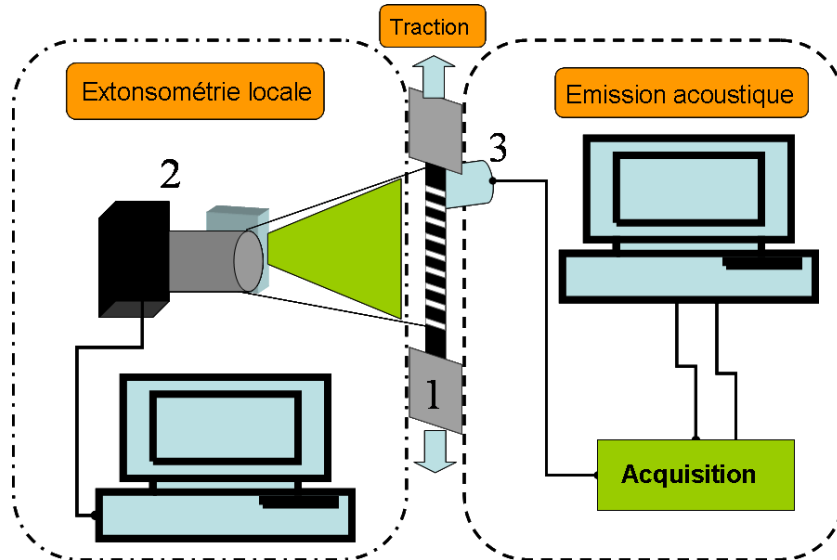 Traction
Extonsométrie locale
Emission acoustique
2
3
1
Acquisition